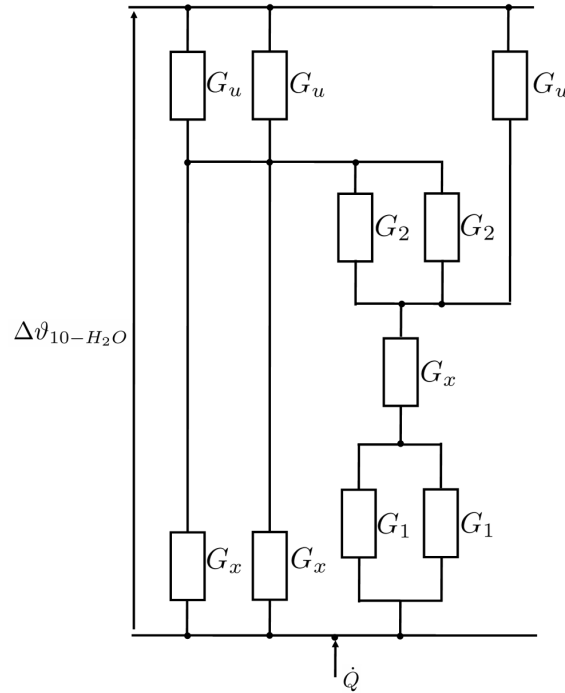 G_u G_u G_u
G_2 G_2
Δϑ_{10−H_2O}
G_x
G_1 G_1
G_x G_x
Q̇